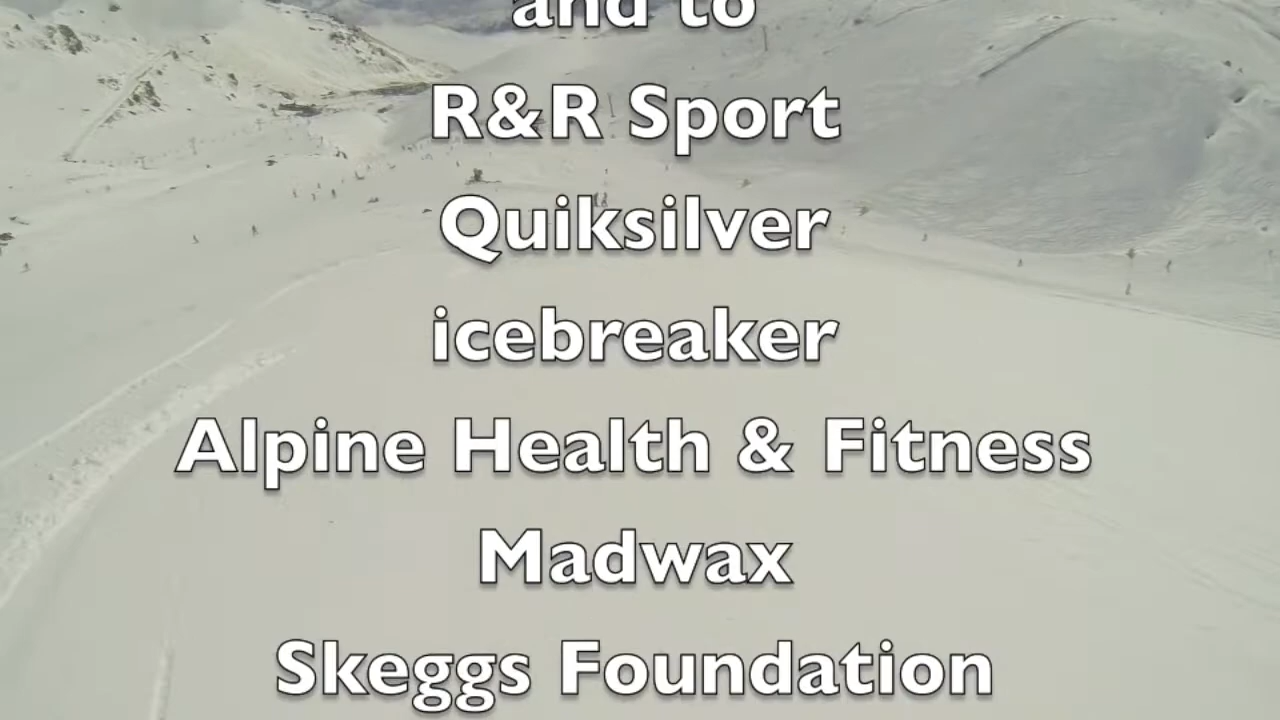 and to
R&R Sport
Quiksilver
icebreaker
Alpine Health & Fitness
Madwax
Skeggs Foundation